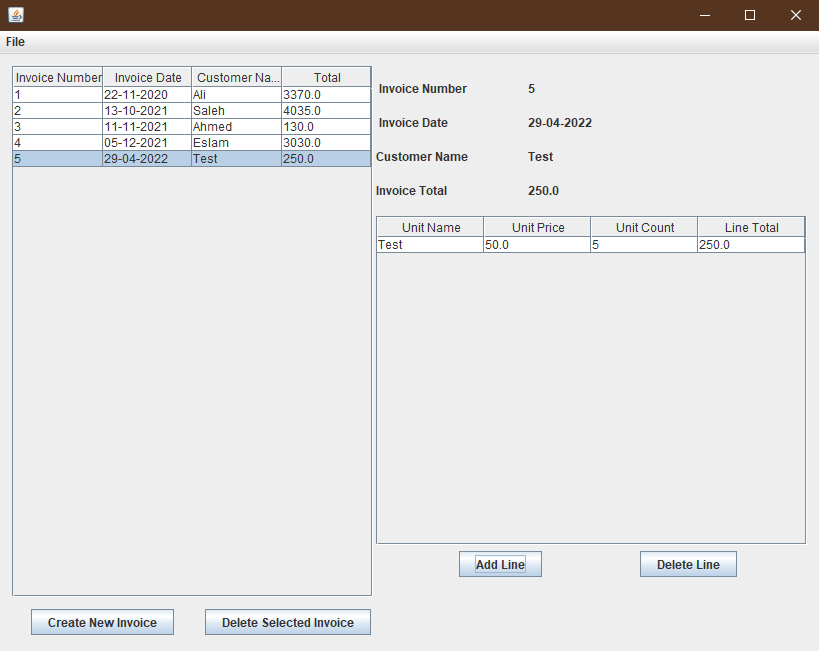 File
Invoice Number Invoice Date Customer Na... Total
1 22-11-2020 Ali 3370.0
2 13-10-2021 Saleh 4035.0
3 11-11-2021 Ahmed 130.0
4 05-12-2021 Eslam 3030.0
5 29-04-2022 Test 250.0
Create New Invoice Delete Selected Invoice
Invoice Number 5
Invoice Date 29-04-2022
Customer Name Test
Invoice Total 250.0
Unit Name Unit Price Unit Count Line Total
Test 50.0 5 250.0
Add Line Delete Line